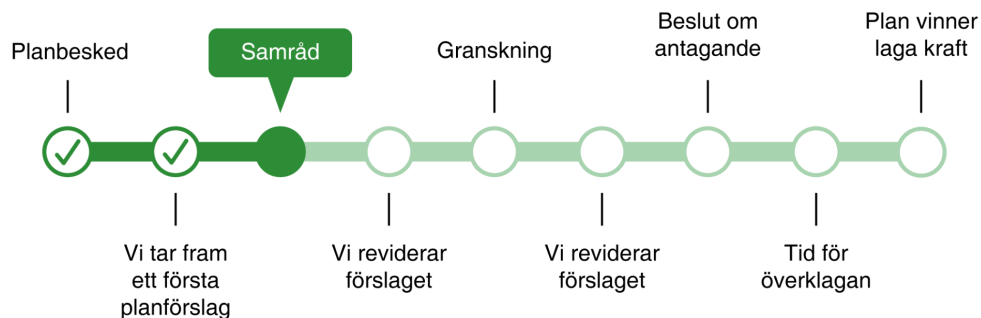 Planbesked
Vi tar fram
ett första
planförslag
Samråd
Vi reviderar
förslaget
Granskning
Vi reviderar
förslaget
Beslut om
antagande
Tid för
överklagan
Plan vinner
laga kraft